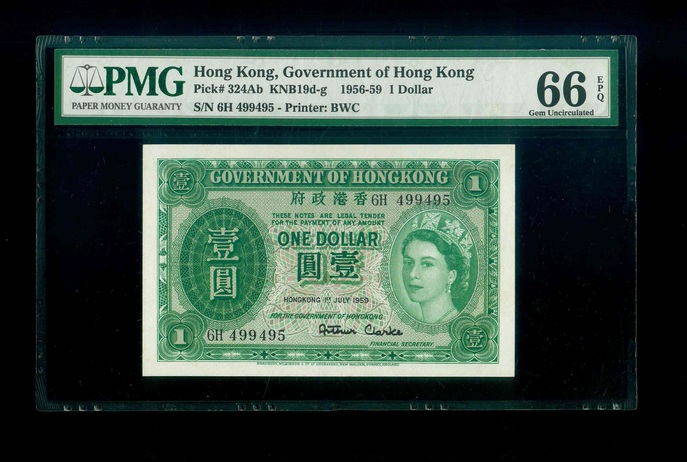 PMG
PAPER MONEY GUARANTY
Hong Kong, Government of Hong Kong
Pick# 324Ab KNB19d-g 1956-59 1 Dollar
S/N 6H 499495 - Printer: BWC
66 EPQ
Gem Uncirculated
壹 GOVERNMENT OF HONGKONG 1
府政港香 6H 499495
THESE NOTES ARE LEGAL TENDER
FOR THE PAYMENT OF ANY AMOUNT
ONE DOLLAR
壹圓
圓壹
HONGKONG 1ST JULY 1959
FOR THE GOVERNMENT OF HONGKONG
1 6H 499495 Arthur Clarke 壹
FINANCIAL SECRETARY